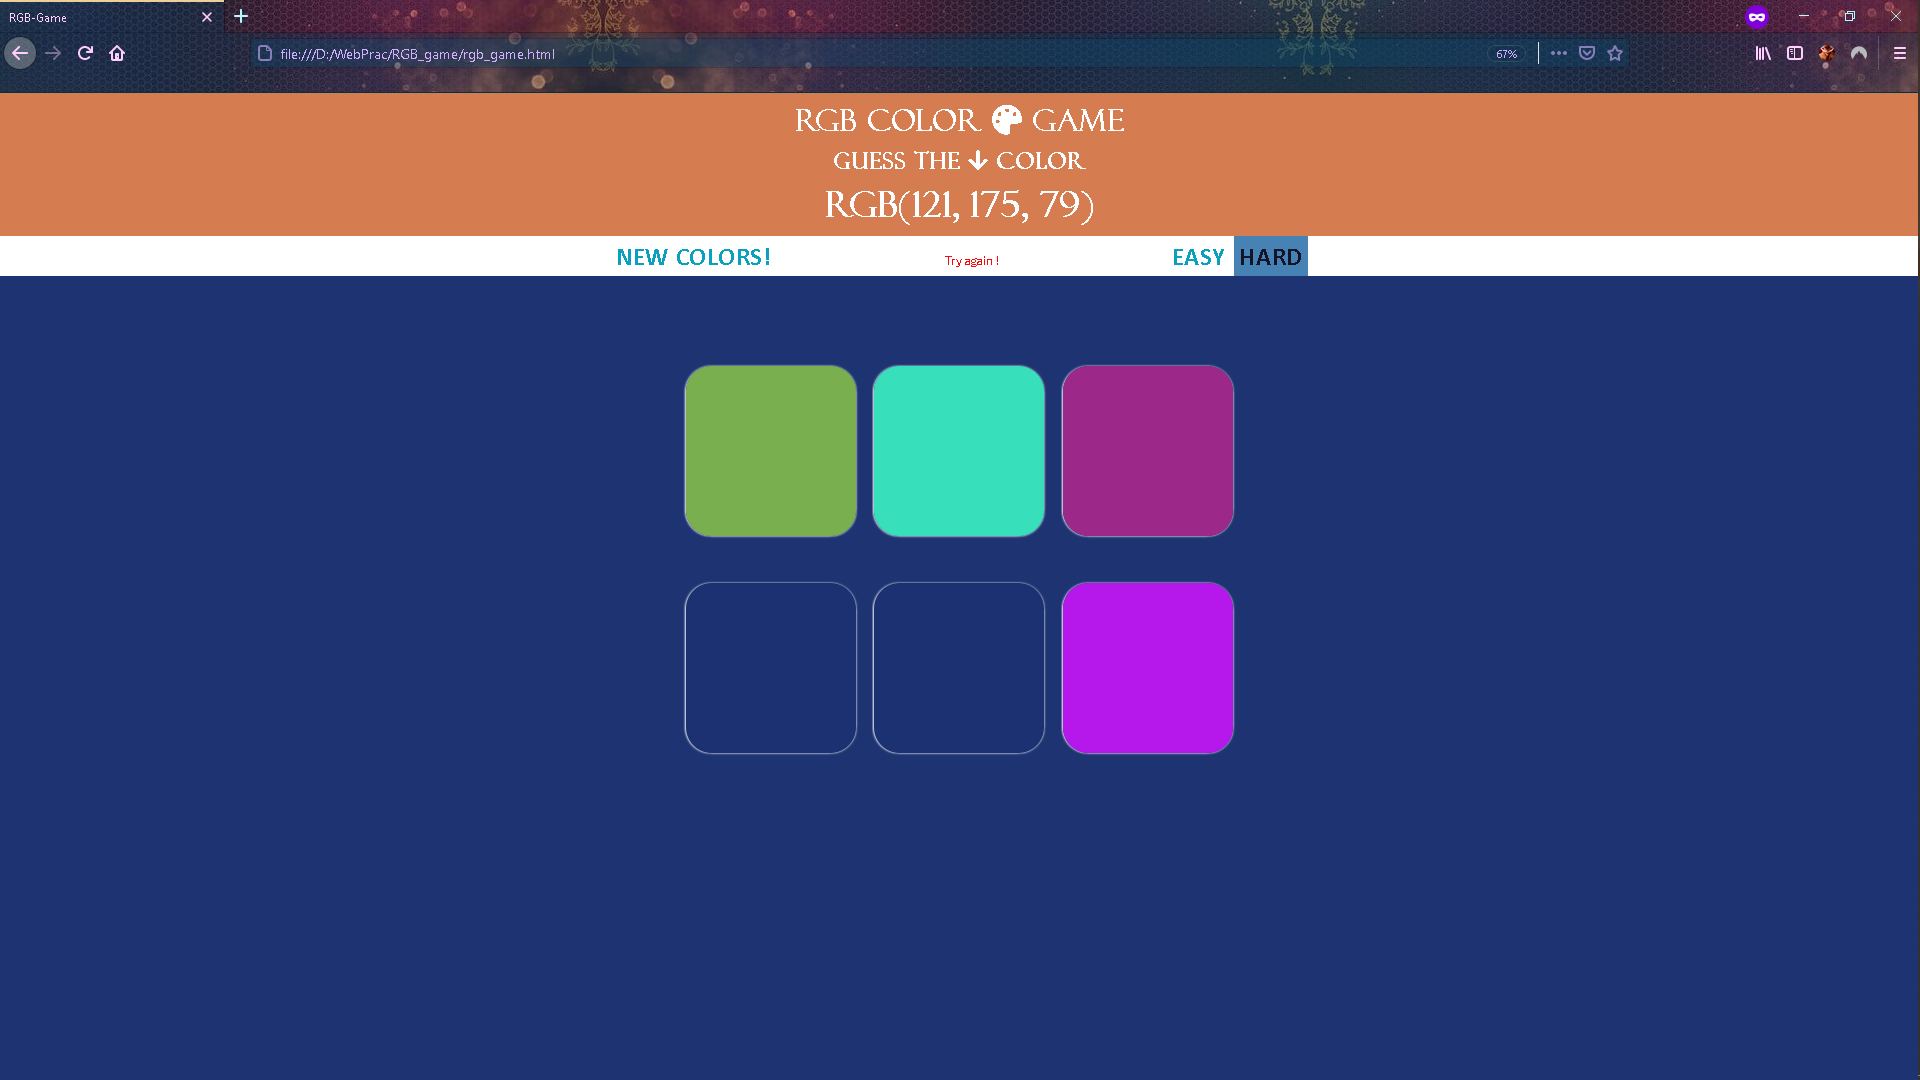 RGB-Game
file:///D:/WebPrac/RGB_game/rgb_game.html
67%
RGB COLOR GAME
GUESS THE COLOR
RGB(121, 175, 79)
NEW COLORS!
Try again !
EASY
HARD